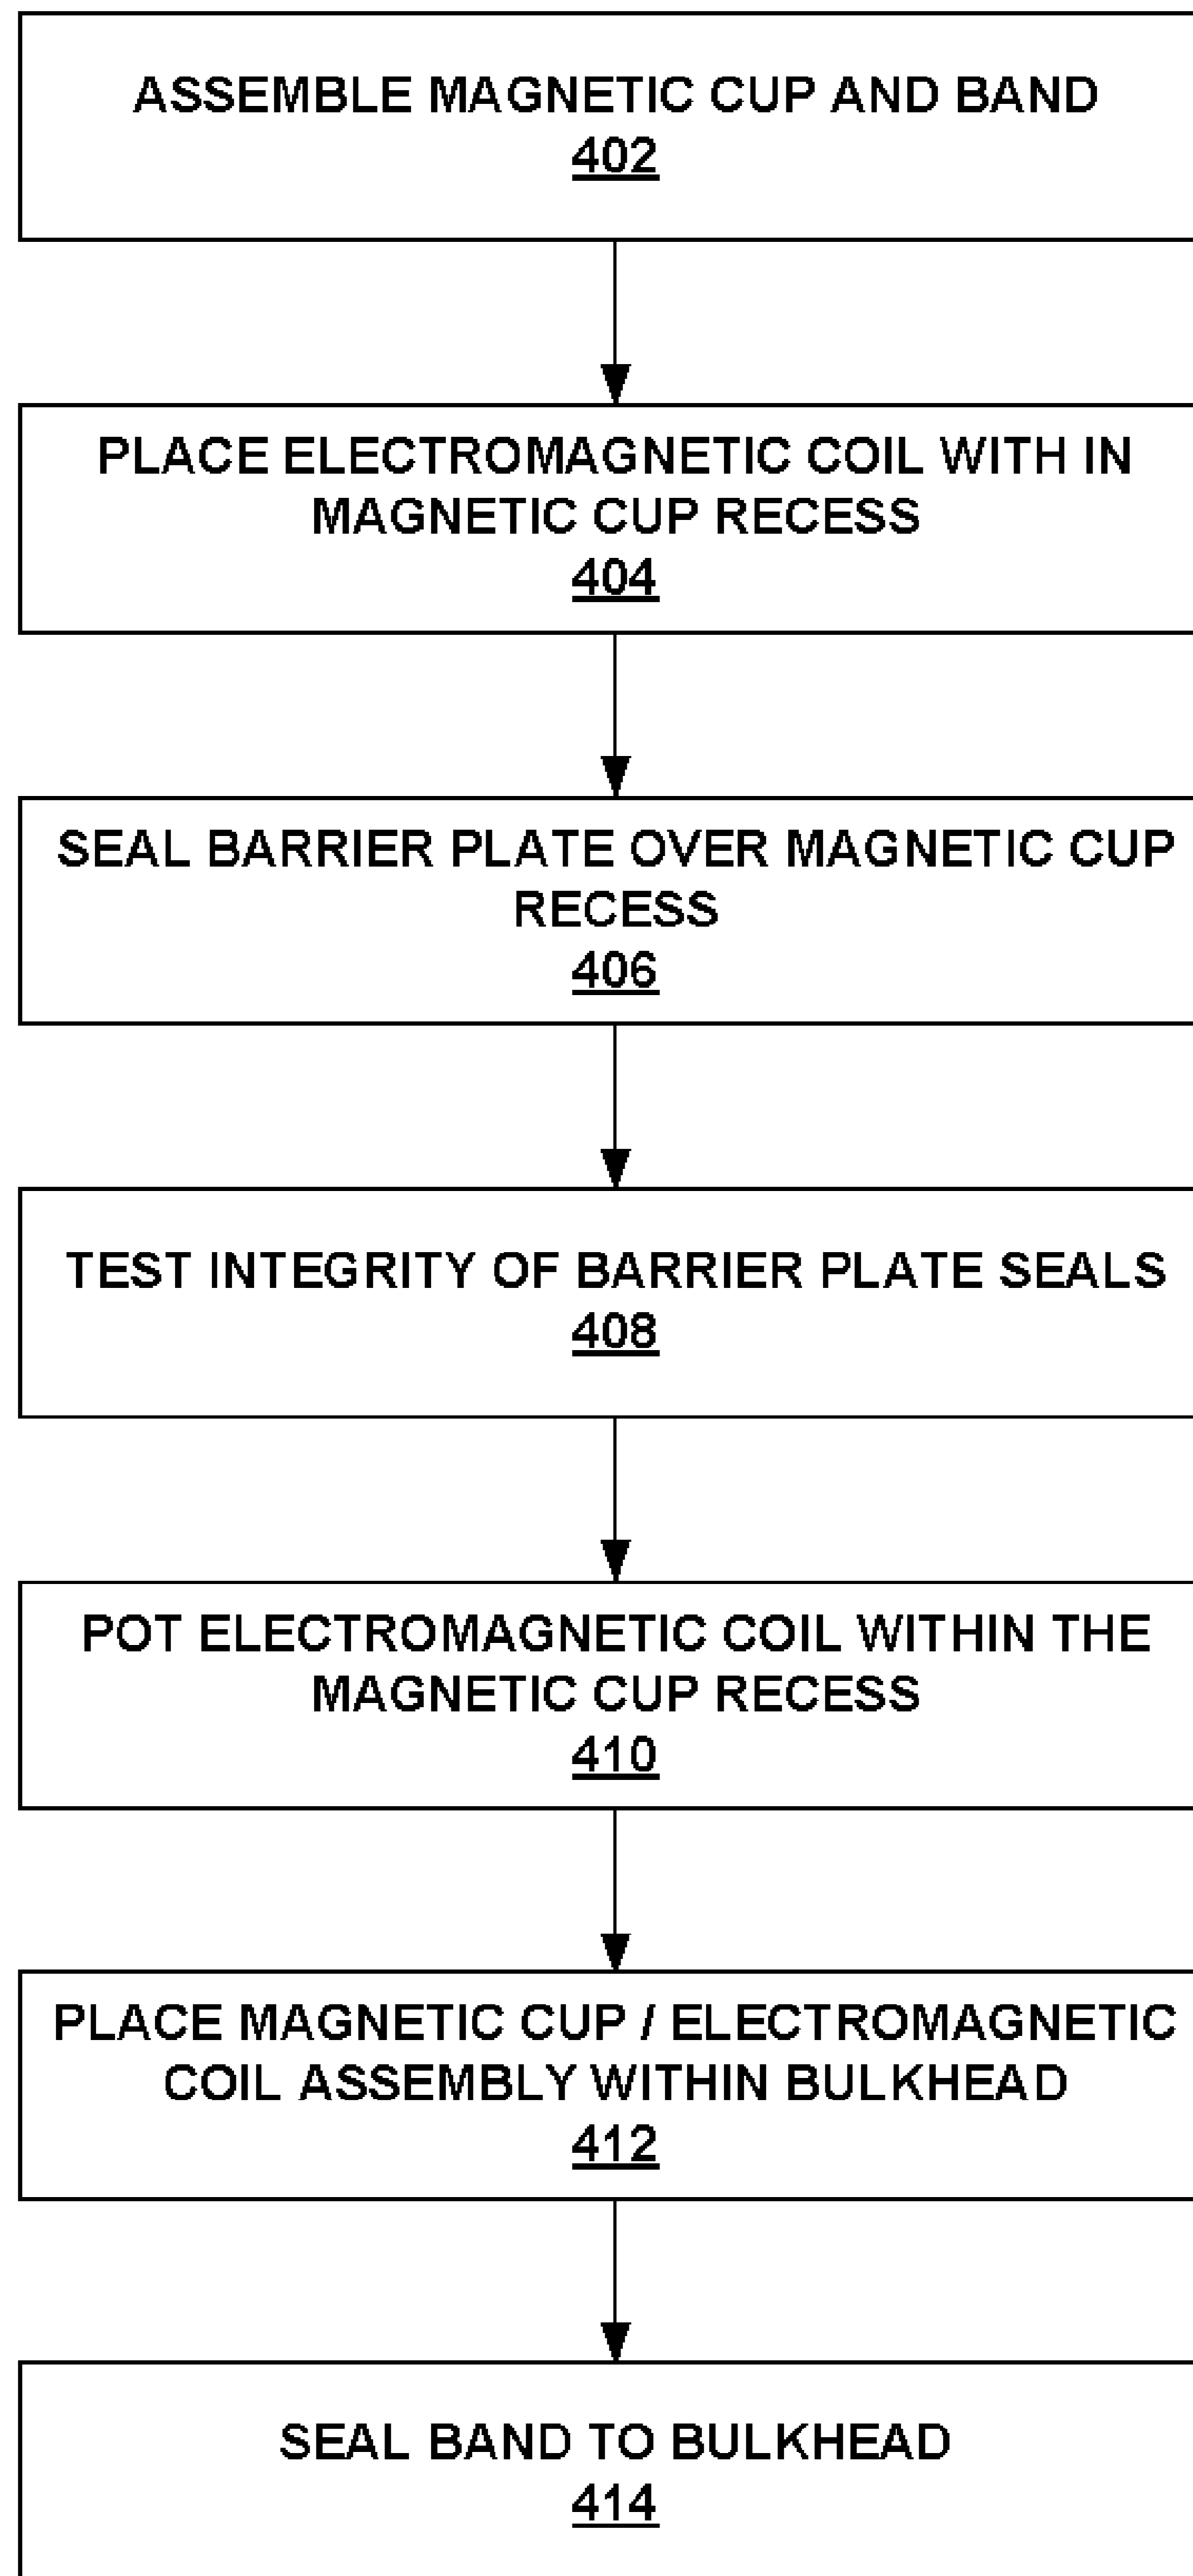 ASSEMBLE MAGNETIC CUP AND BAND
402
PLACE ELECTROMAGNETIC COIL WITH IN
MAGNETIC CUP RECESS
404
SEAL BARRIER PLATE OVER MAGNETIC CUP
RECESS
406
TEST INTEGRITY OF BARRIER PLATE SEALS
408
POT ELECTROMAGNETIC COIL WITHIN THE
MAGNETIC CUP RECESS
410
PLACE MAGNETIC CUP / ELECTROMAGNETIC
COIL ASSEMBLY WITHIN BULKHEAD
412
SEAL BAND TO BULKHEAD
414